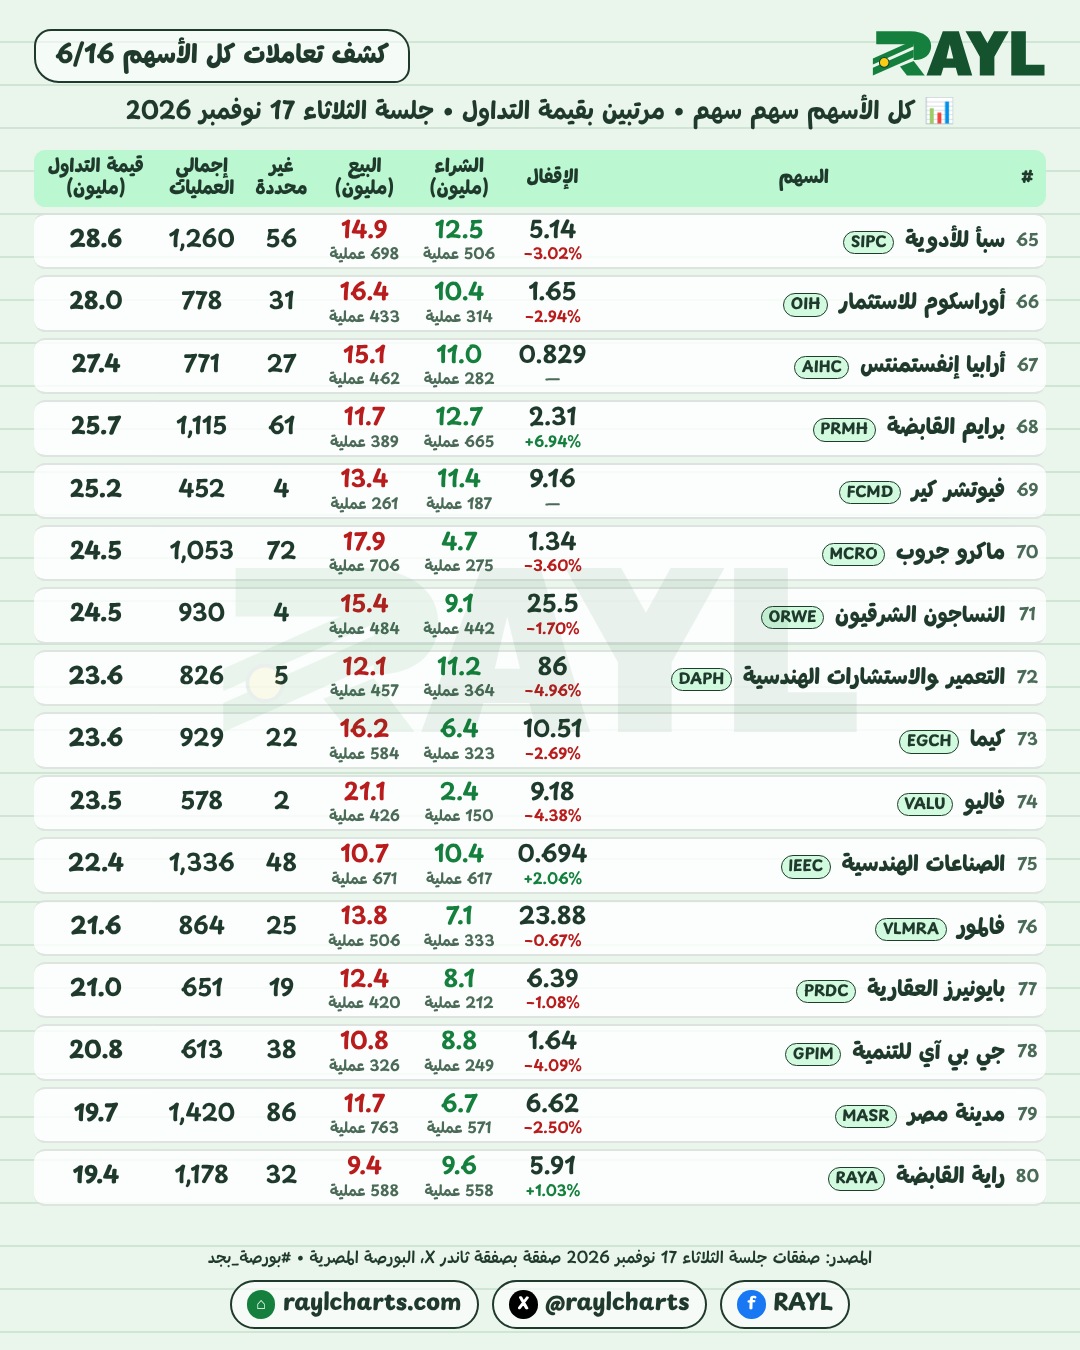 RAYL
كشف تعاملات كل الأسهم 6/16
📊 كل الأسهم سهم سهم • مرتبين بقيمة التداول • جلسة الثلاثاء 17 نوفمبر 2026
# السهم الإقفال الشراء (مليون) البيع (مليون) غير محددة إجمالي العمليات قيمة التداول (مليون)
65 سبأ للأدوية SIPC 5.14 12.5 14.9 56 1,260 28.6
-3.02% 506 عملية 698 عملية
66 أوراسكوم للاستثمار OIH 1.65 10.4 16.4 31 778 28.0
-2.94% 314 عملية 433 عملية
67 أرابيا إنفستمنتس AIHC 0.829 11.0 15.1 27 771 27.4
— 282 عملية 462 عملية
68 برايم القابضة PRMH 2.31 12.7 11.7 61 1,115 25.7
+6.94% 665 عملية 389 عملية
69 فيوتشر كير FCMD 9.16 11.4 13.4 4 452 25.2
— 187 عملية 261 عملية
70 ماكرو جروب MCRO 1.34 4.7 17.9 72 1,053 24.5
-3.60% 275 عملية 706 عملية
71 النساجون الشرقيون ORWE 25.5 9.1 15.4 4 930 24.5
-1.70% 442 عملية 484 عملية
72 التعمير والاستشارات الهندسية DAPH 86 11.2 12.1 5 826 23.6
-4.96% 364 عملية 457 عملية
73 كيما EGCH 10.51 6.4 16.2 22 929 23.6
-2.69% 323 عملية 584 عملية
74 فاليو VALU 9.18 2.4 21.1 2 578 23.5
-4.38% 150 عملية 426 عملية
75 الصناعات الهندسية IEEC 0.694 10.4 10.7 48 1,336 22.4
+2.06% 617 عملية 671 عملية
76 فالمور VLMRA 23.88 7.1 13.8 25 864 21.6
-0.67% 333 عملية 506 عملية
77 بايونيرز العقارية PRDC 6.39 8.1 12.4 19 651 21.0
-1.08% 212 عملية 420 عملية
78 جي بي آي للتنمية GPIM 1.64 8.8 10.8 38 613 20.8
-4.09% 249 عملية 326 عملية
79 مدينة مصر MASR 6.62 6.7 11.7 86 1,420 19.7
-2.50% 571 عملية 763 عملية
80 راية القابضة RAYA 5.91 9.6 9.4 32 1,178 19.4
+1.03% 558 عملية 588 عملية
المصدر: صفقات جلسة الثلاثاء 17 نوفمبر 2026 صفقة بصفقة ثاندر X، البورصة المصرية • #بورصة_بجد
raylcharts.com @raylcharts RAYL